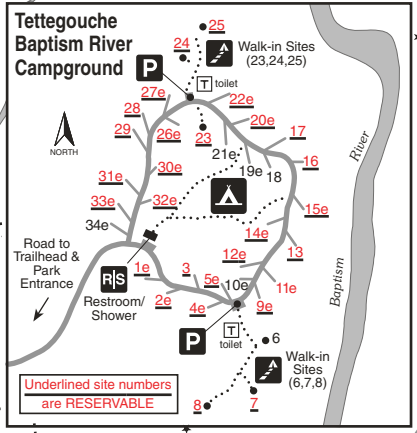 Tettegouche
Baptism River
Campground
25
24
Walk-in Sites
(23,24,25)
P
T toilet
27e
22e
28
20e
29
26e
23
17
21e
19e
18
16
NORTH
30e
31e
33e
32e
15e
34e
14e
River
Road to
Trailhead &
Park
Entrance
R|S
Restroom/
Shower
1e
3
12e
13
5e
10e
11e
2e
4e
9e
Baptism
P
T
toilet
6
Walk-in
Sites
(6,7,8)
7
8
Underlined site numbers
are RESERVABLE